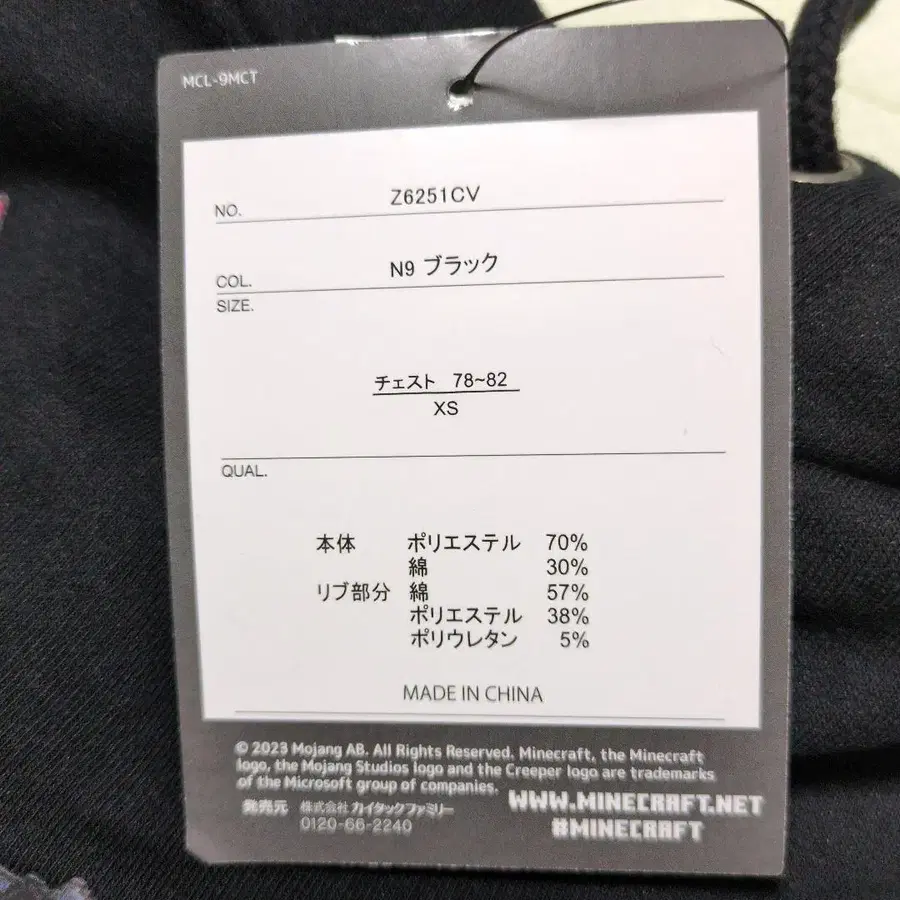 MCL-9MCT
NO. Z6251CV
COL. N9 ブラック
SIZE.
チェスト 78~82
XS
QUAL.
本体 ポリエステル 70%
綿 30%
リブ部分 綿 57%
ポリエステル 38%
ポリウレタン 5%
MADE IN CHINA
© 2023 Mojang AB. All Rights Reserved. Minecraft, the Minecraft
logo, the Mojang Studios logo and the Creeper logo are trademarks
of the Microsoft group of companies.
発売元 株式会社カイタックファミリー
0120-66-2240
WWW.MINECRAFT.NET
#MINECRAFT